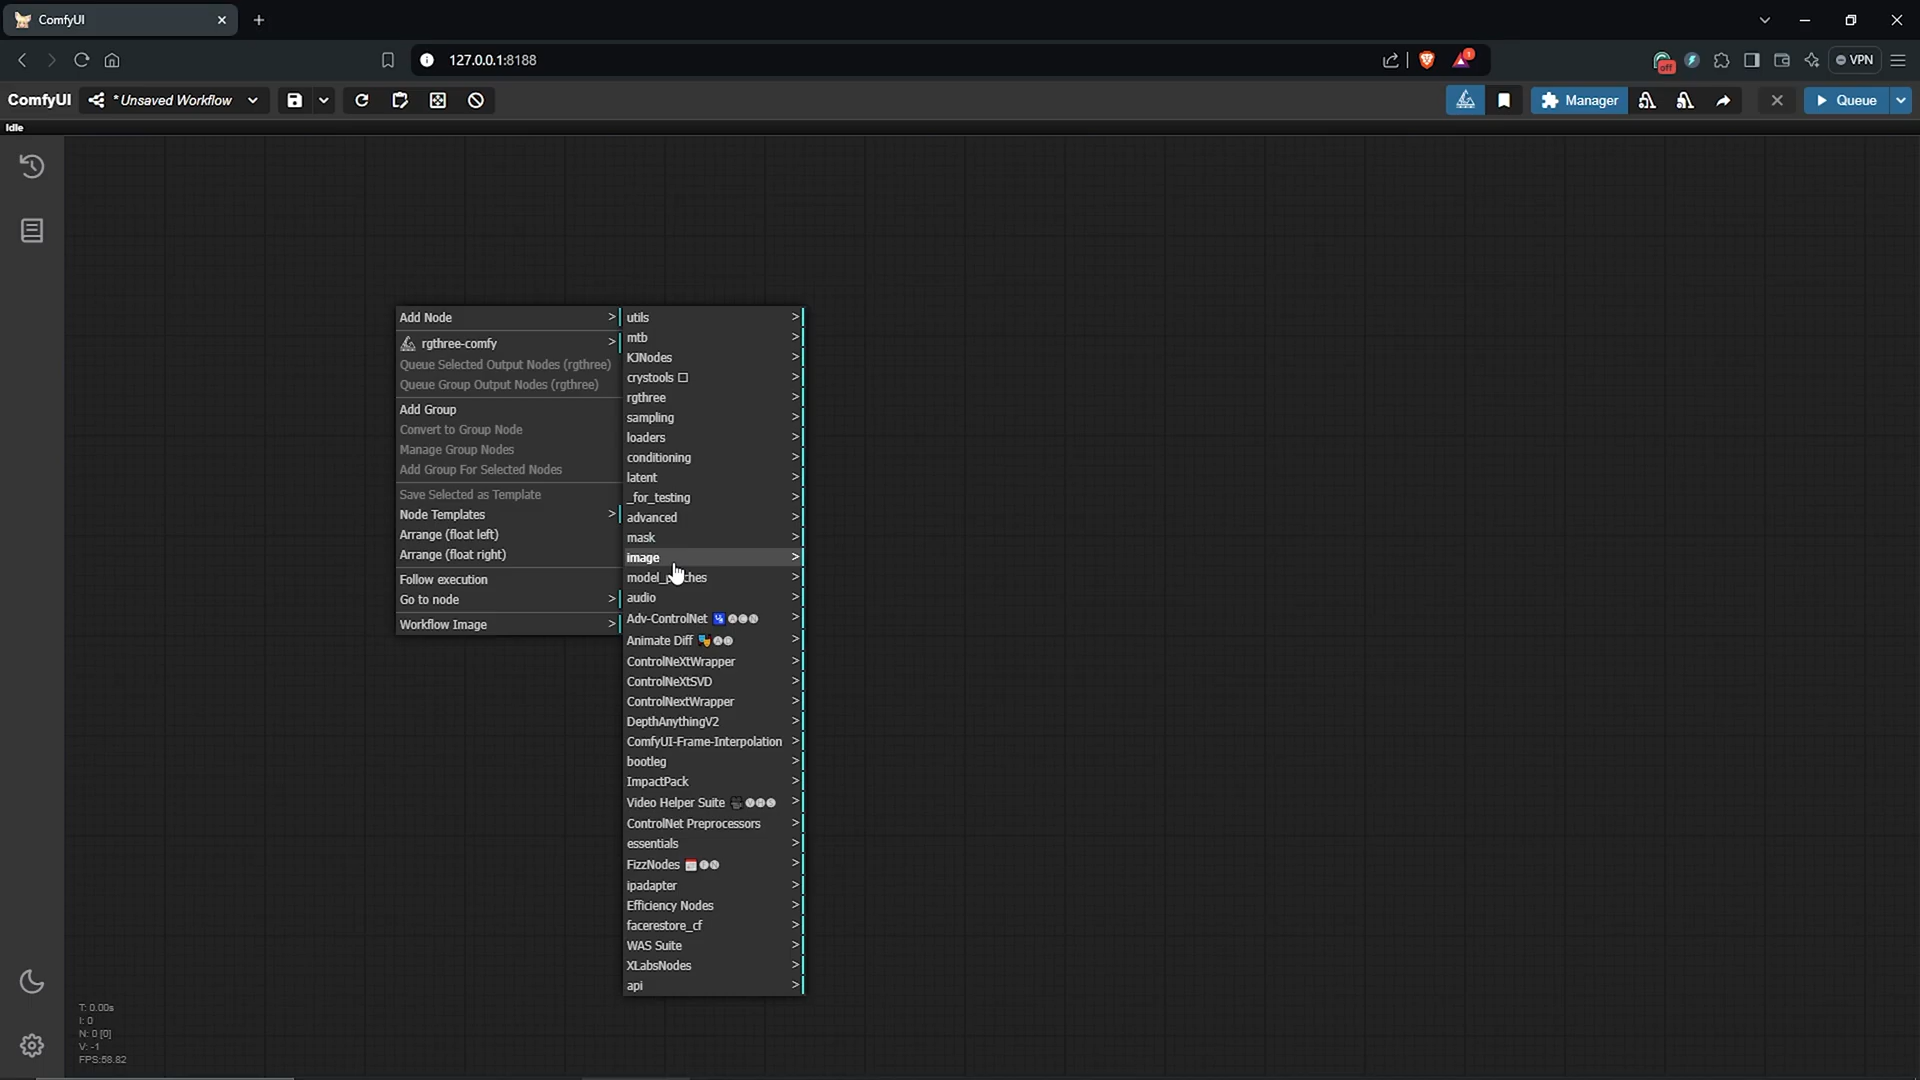 ComfyUI
127.0.0.1:8188
1
off
VPN
ComfyUI
* Unsaved Workflow
Manager
Queue
Idle
Add Node >
rgthree-comfy >
Queue Selected Output Nodes (rgthree)
Queue Group Output Nodes (rgthree)
Add Group
Convert to Group Node
Manage Group Nodes
Add Group For Selected Nodes
Save Selected as Template
Node Templates >
Arrange (float left)
Arrange (float right)
Follow execution
Go to node >
Workflow Image >
utils >
mtb >
KJNodes >
crystools >
rgthree >
sampling >
loaders >
conditioning >
latent >
_for_testing >
advanced >
mask >
image >
audio >
Adv-ControlNet 🛂🅐🅒🅝 >
Animate Diff 🎭🅐🅓 >
ControlNeXtWrapper >
ControlNeXtSVD >
ControlNextWrapper >
DepthAnythingV2 >
ComfyUI-Frame-Interpolation >
bootleg >
ImpactPack >
Video Helper Suite 🎥🅥🅗🅢 >
ControlNet Preprocessors >
essentials >
FizzNodes 📅🅕🅝 >
ipadapter >
Efficiency Nodes >
facerestore_cf >
WAS Suite >
XLabsNodes >
api >
T: 0.00s
I: 0
N: 0 [0]
V: -1
FPS:58.82